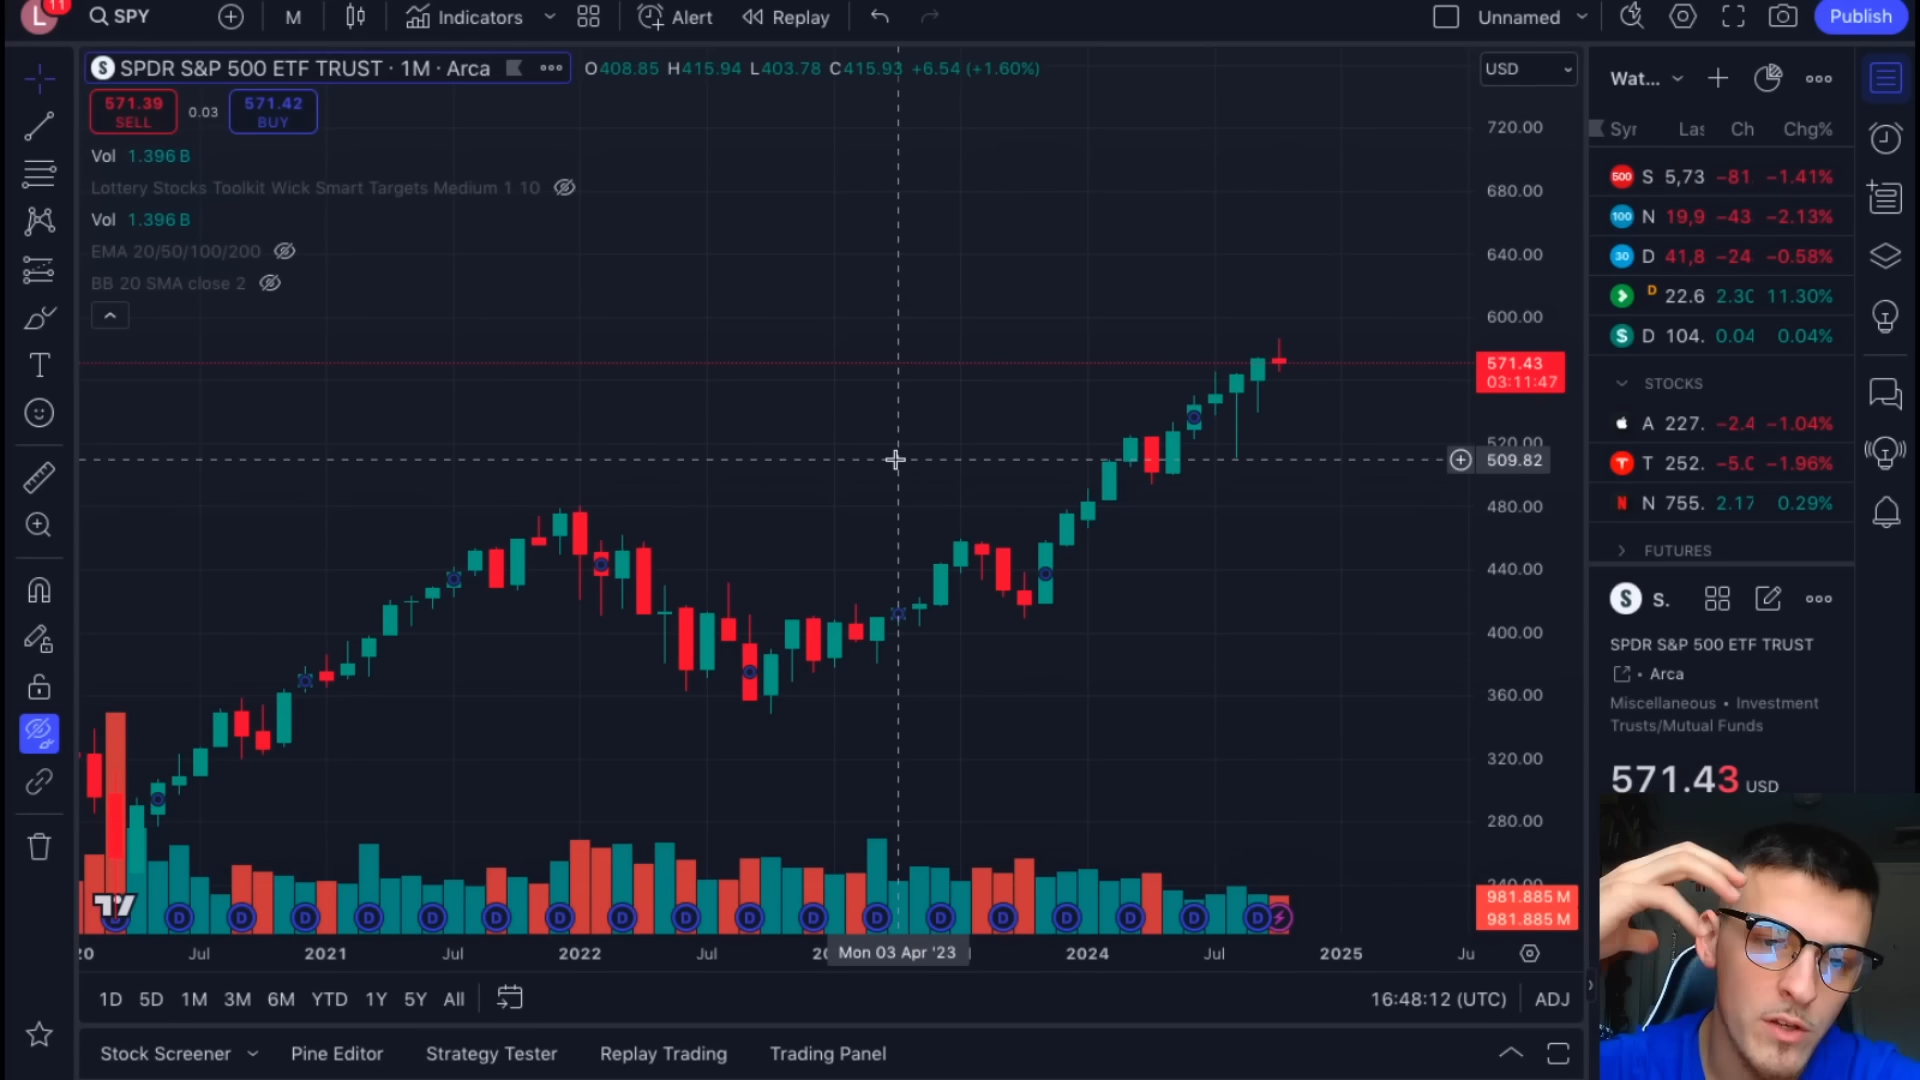 L 11 SPY M Indicators Alert Replay Unnamed Publish
SPDR S&P 500 ETF TRUST · 1M · Arca O408.85 H415.94 L403.78 C415.93 +6.54 (+1.60%)
571.39 SELL 0.03 571.42 BUY
Vol 1.396 B
Lottery Stocks Toolkit Wick Smart Targets Medium 1 10
Vol 1.396 B
EMA 20/50/100/200
BB 20 SMA close 2
USD
720.00
680.00
640.00
600.00
571.43
03:11:47
520.00
509.82
480.00
440.00
400.00
360.00
320.00
280.00
240.00
981.885 M
981.885 M
D D D D D D D D D D D D D D D D D D
20 Jul 2021 Jul 2022 Jul 20 Mon 03 Apr '23 2024 Jul 2025 Ju
1D 5D 1M 3M 6M YTD 1Y 5Y All 16:48:12 (UTC) ADJ
Stock Screener Pine Editor Strategy Tester Replay Trading Trading Panel
Wat...
Syr Las Ch Chg%
500 S 5,73 −81 −1.41%
100 N 19,9 −43 −2.13%
30 D 41,8 −24 −0.58%
D 22.6 2.30 11.30%
S D 104. 0.04 0.04%
STOCKS
A 227. −2.4 −1.04%
T 252. −5.0 −1.96%
N N 755. 2.17 0.29%
FUTURES
S S.
SPDR S&P 500 ETF TRUST
• Arca
Miscellaneous • Investment
Trusts/Mutual Funds
571.43 USD